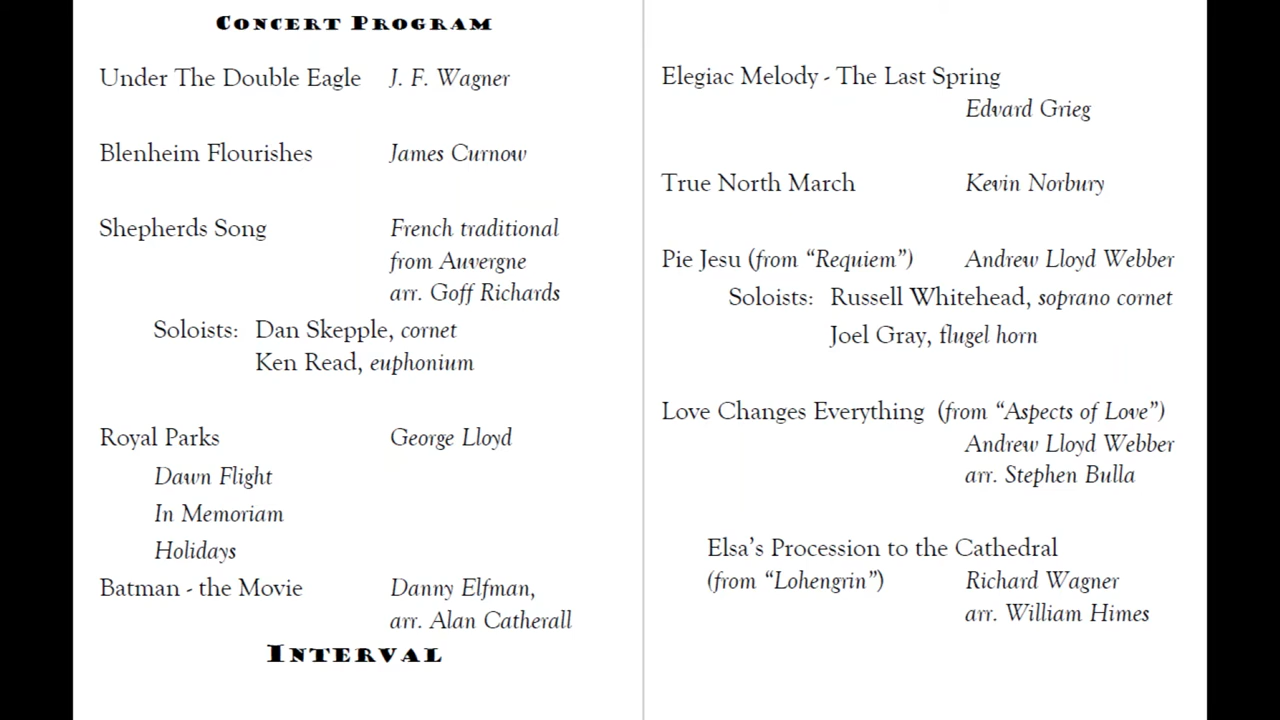 Concert Program
Under The Double Eagle J. F. Wagner
Blenheim Flourishes James Curnow
Shepherds Song French traditional
from Auvergne
arr. Goff Richards
Soloists: Dan Skepple, cornet
Ken Read, euphonium
Royal Parks George Lloyd
Dawn Flight
In Memoriam
Holidays
Batman - the Movie Danny Elfman,
arr. Alan Catherall
Interval
Elegiac Melody - The Last Spring
Edvard Grieg
True North March Kevin Norbury
Pie Jesu (from “Requiem”) Andrew Lloyd Webber
Soloists: Russell Whitehead, soprano cornet
Joel Gray, flugel horn
Love Changes Everything (from “Aspects of Love”)
Andrew Lloyd Webber
arr. Stephen Bulla
Elsa’s Procession to the Cathedral
(from “Lohengrin”) Richard Wagner
arr. William Himes